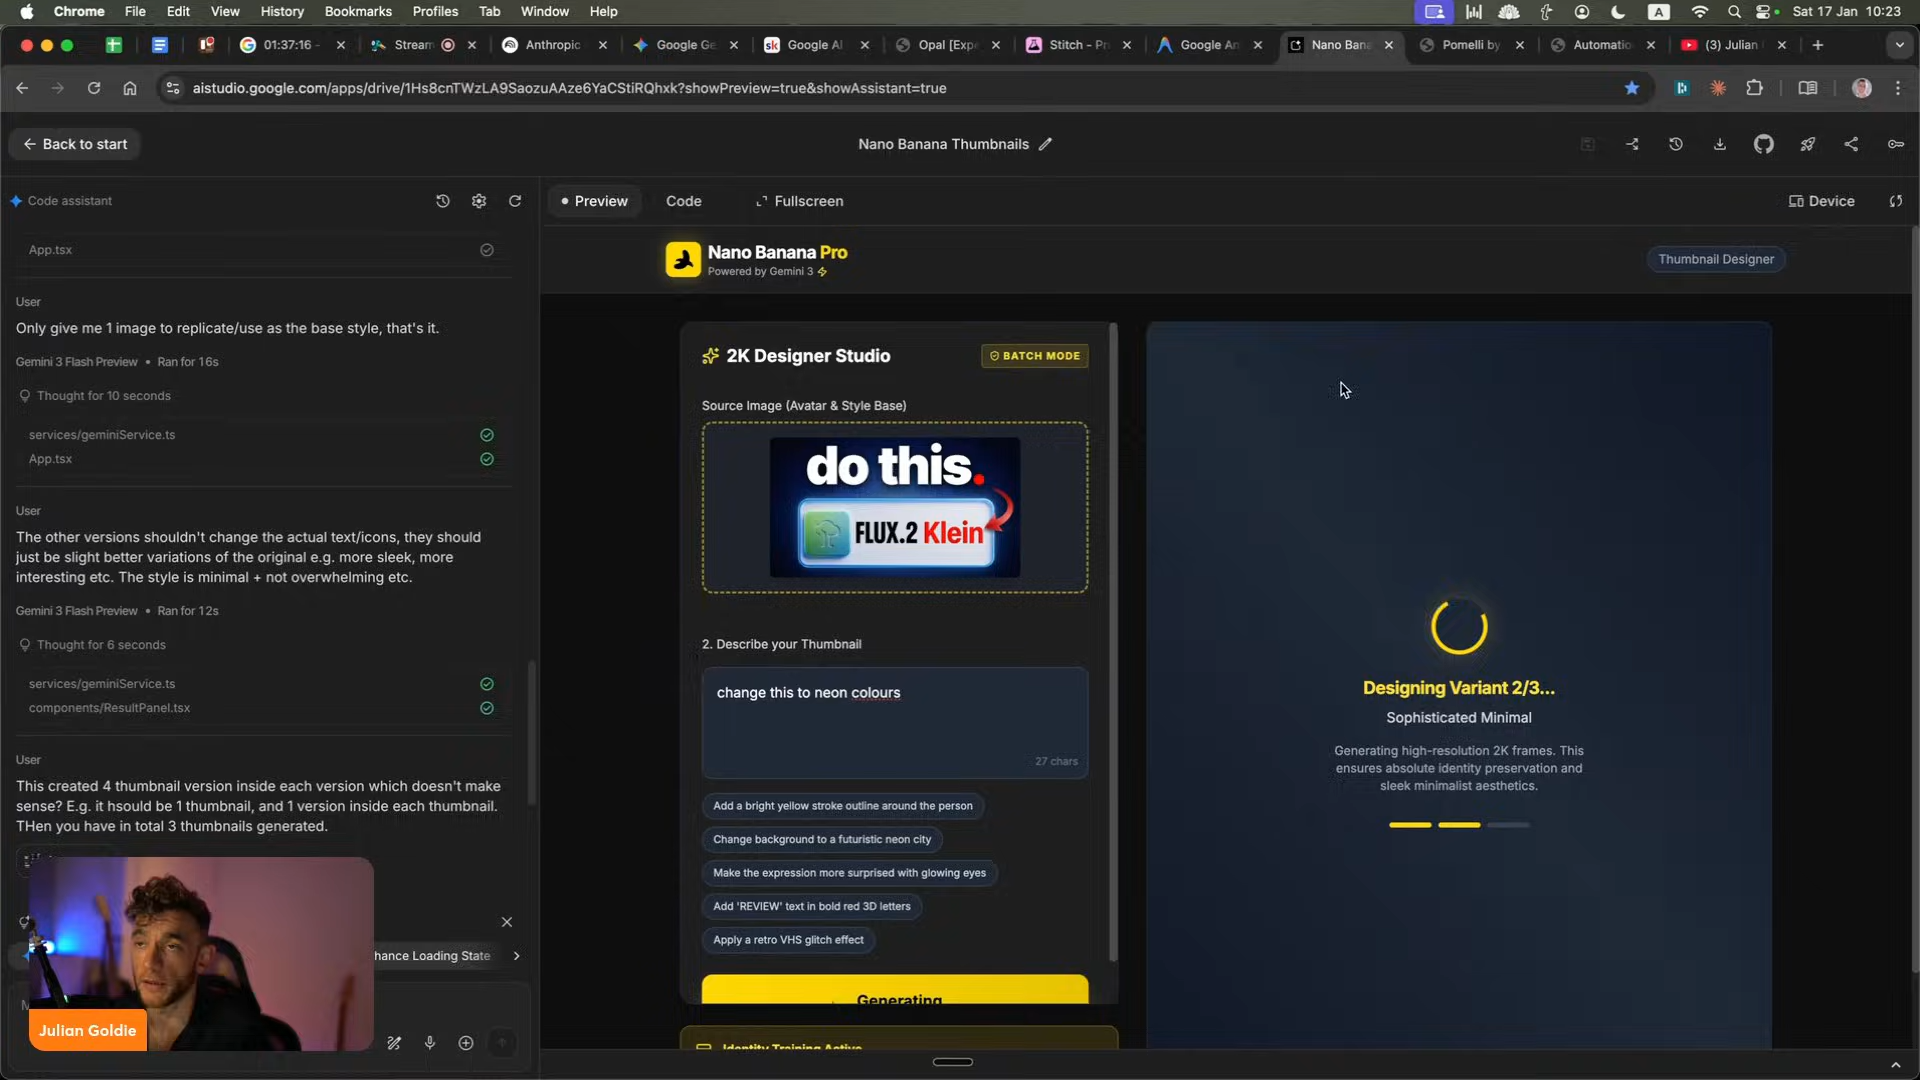 Chrome File Edit View History Bookmarks Profiles Tab Window Help
A
Sat 17 Jan 10:23
01:37:16 -
Stream
Anthropic
Google Ge
Google AI
Opal [Exp
Stitch - Pr
Google An
Nano Bana
Pomelli by
Automatio
(3) Julian
aistudio.google.com/apps/drive/1Hs8cnTWzLA9SaozuAAze6YaCStiRQhxk?showPreview=true&showAssistant=true
Back to start
Nano Banana Thumbnails
Code assistant
App.tsx
User
Only give me 1 image to replicate/use as the base style, that's it.
Gemini 3 Flash Preview • Ran for 16s
Thought for 10 seconds
services/geminiService.ts
App.tsx
User
The other versions shouldn't change the actual text/icons, they should
just be slight better variations of the original e.g. more sleek, more
interesting etc. The style is minimal + not overwhelming etc.
Gemini 3 Flash Preview • Ran for 12s
Thought for 6 seconds
services/geminiService.ts
components/ResultPanel.tsx
User
This created 4 thumbnail version inside each version which doesn't make
sense? E.g. it hsould be 1 thumbnail, and 1 version inside each thumbnail.
THen you have in total 3 thumbnails generated.
hance Loading State
Julian Goldie
Preview
Code
Fullscreen
Device
Nano Banana Pro
Powered by Gemini 3
Thumbnail Designer
2K Designer Studio
BATCH MODE
Source Image (Avatar & Style Base)
do this.
FLUX.2 Klein
2. Describe your Thumbnail
change this to neon colours
27 chars
Add a bright yellow stroke outline around the person
Change background to a futuristic neon city
Make the expression more surprised with glowing eyes
Add 'REVIEW' text in bold red 3D letters
Apply a retro VHS glitch effect
Generating
Identity Training Active
Designing Variant 2/3...
Sophisticated Minimal
Generating high-resolution 2K frames. This
ensures absolute identity preservation and
sleek minimalist aesthetics.